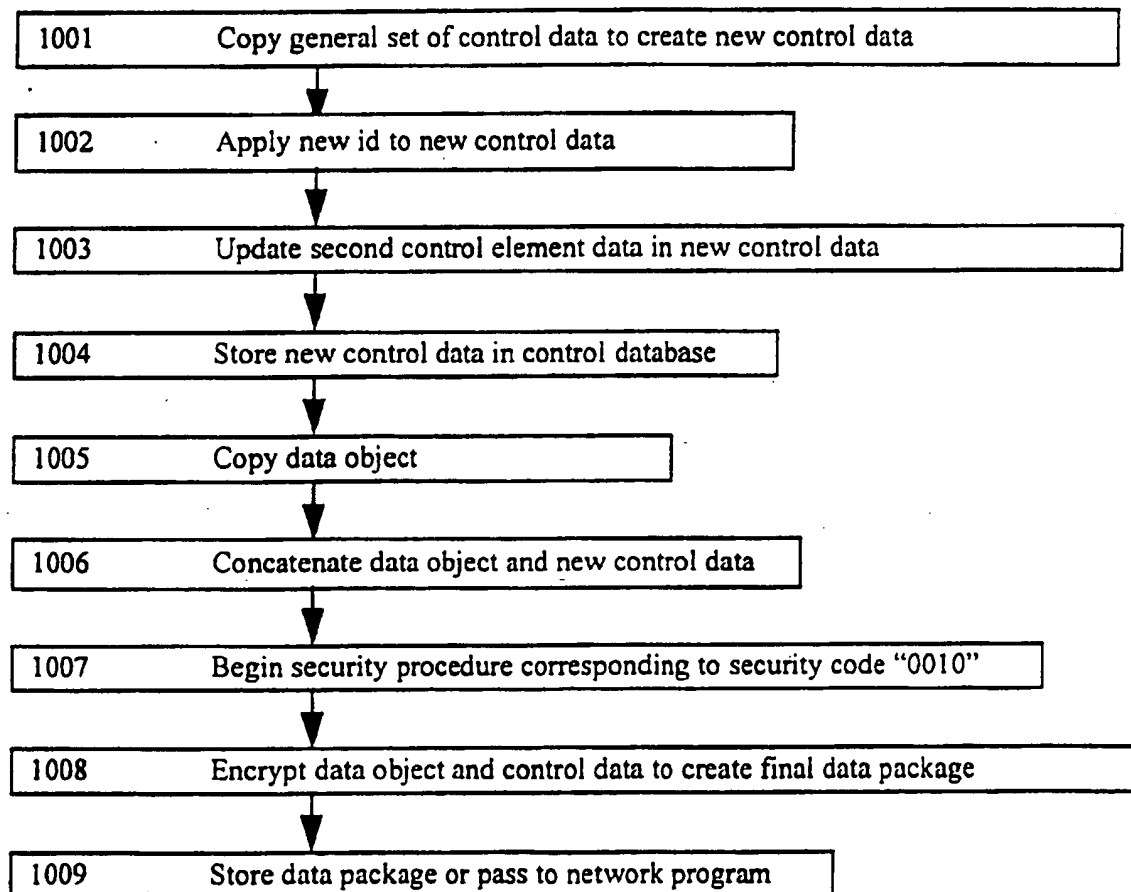 1001 Copy general set of control data to create new control data
1002 Apply new id to new control data
1003 Update second control element data in new control data
1004 Store new control data in control database
1005 Copy data object
1006 Concatenate data object and new control data
1007 Begin security procedure corresponding to security code “0010”
1008 Encrypt data object and control data to create final data package
1009 Store data package or pass to network program